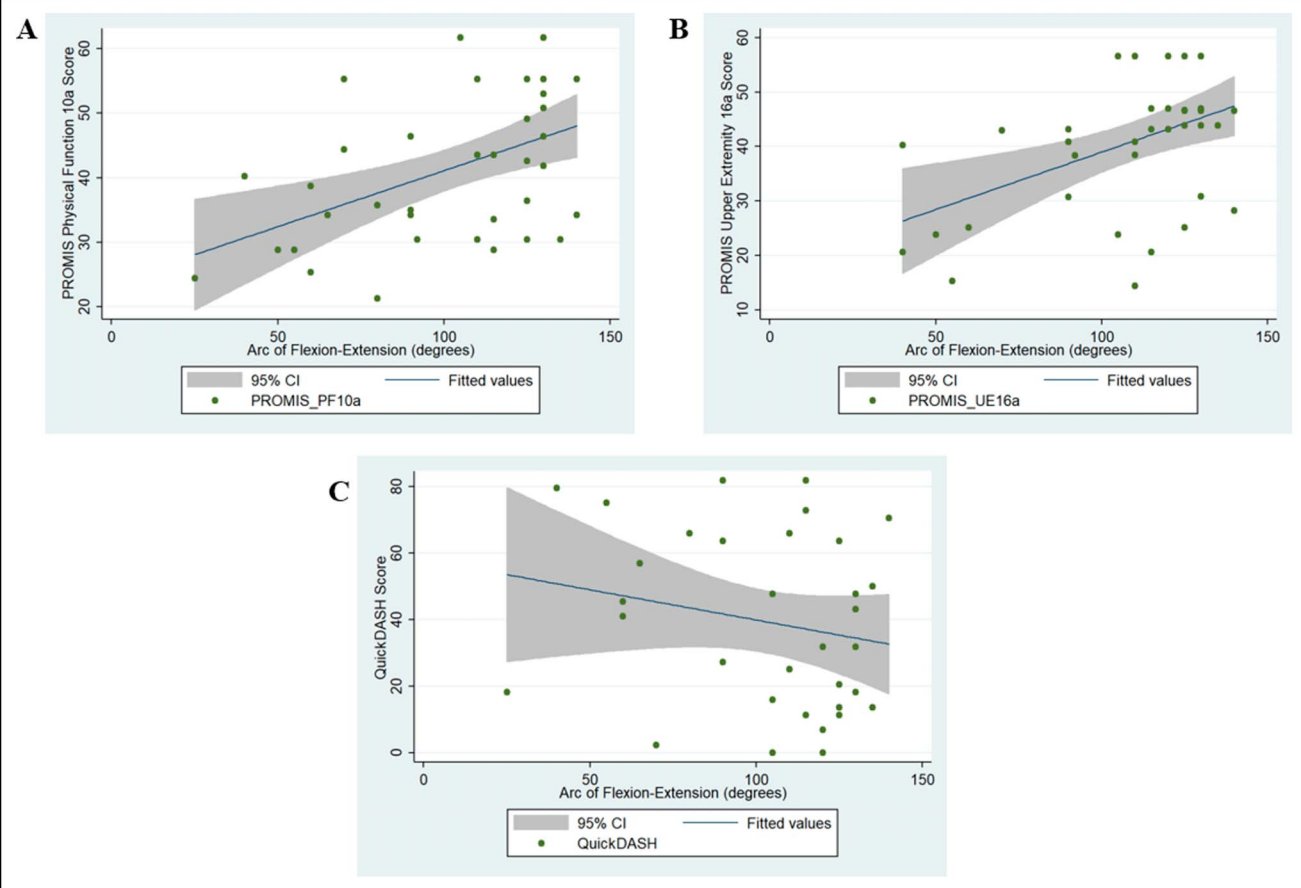 A
PROMIS Physical Function 10a Score
60
50
40
30
20
0 50 100 150
Arc of Flexion-Extension (degrees)
95% CI Fitted values
PROMIS_PF10a
B
PROMIS Upper Extremity 16a Score
60
50
40
30
20
10
0 50 100 150
Arc of Flexion-Extension (degrees)
95% CI Fitted values
PROMIS_UE16a
C
QuickDASH Score
80
60
40
20
0
0 50 100 150
Arc of Flexion-Extension (degrees)
95% CI Fitted values
QuickDASH